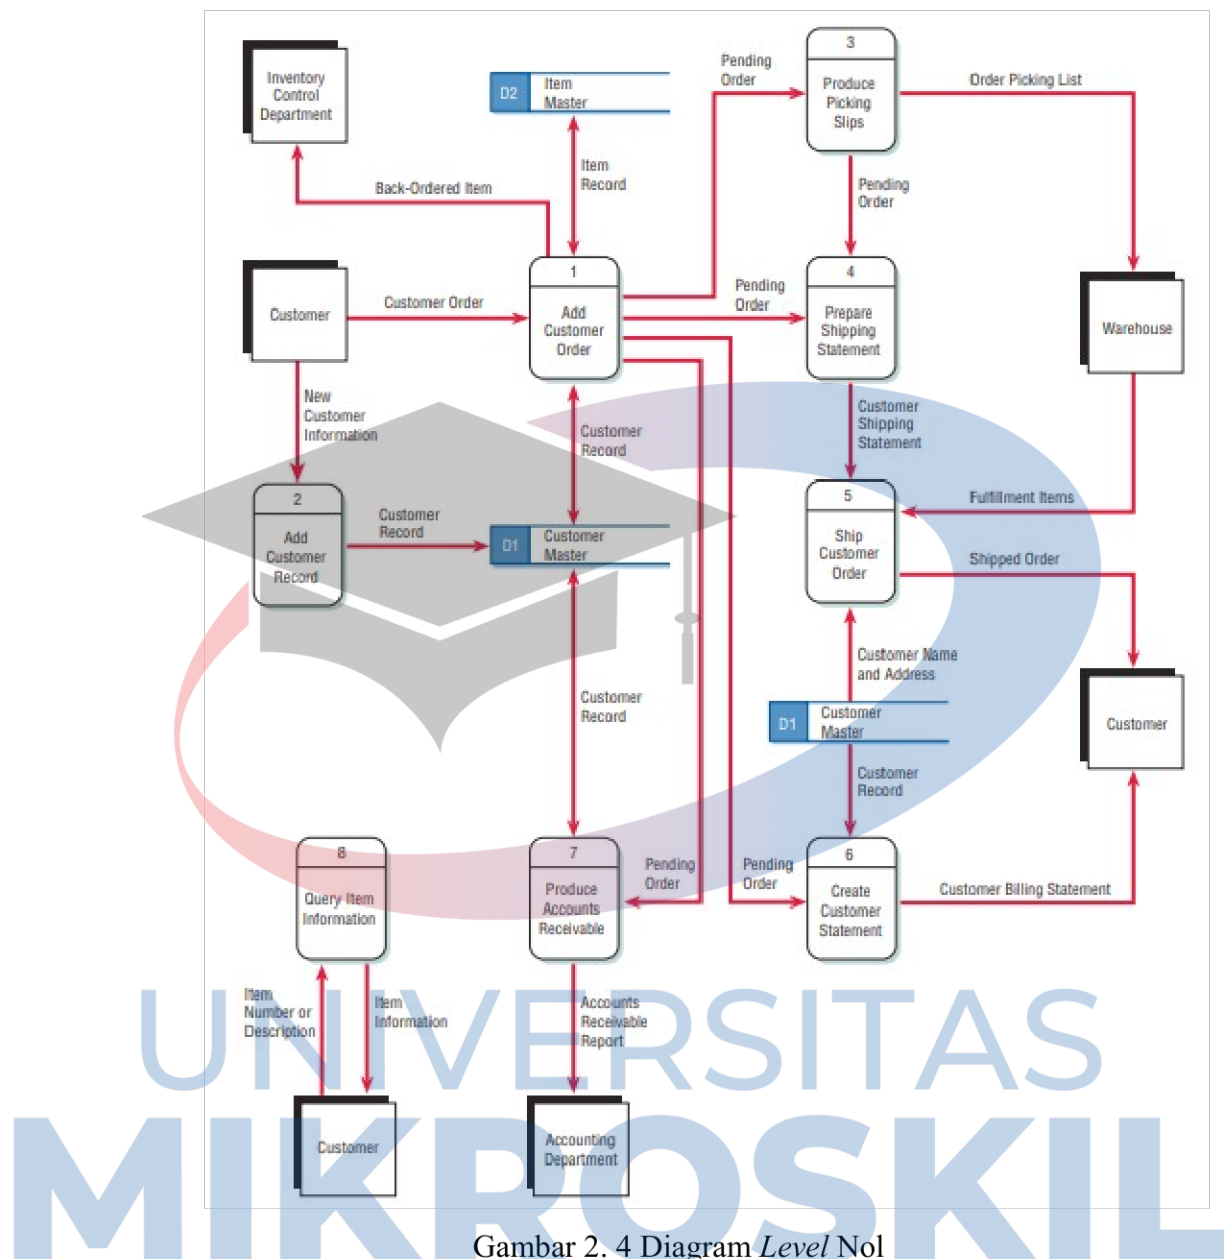 Inventory
Control
Department
D2
Item
Master
Pending
Order
3
Produce
Picking
Slips
Order Picking List
Back-Ordered Item
Item
Record
Pending
Order
Customer
Customer Order
1
Add
Customer
Order
Pending
Order
4
Prepare
Shipping
Statement
Warehouse
New
Customer
Information
Customer
Record
Customer
Shipping
Statement
2
Add
Customer
Record
Customer
Record
D1
Customer
Master
5
Ship
Customer
Order
Fulfillment Items
Shipped Order
Customer
Record
Customer Name
and Address
D1
Customer
Master
Customer
Customer
Record
8
Query Item
Information
7
Produce
Accounts
Receivable
Pending
Order
Pending
Order
6
Create
Customer
Statement
Customer Billing Statement
Item
Number or
Description
Item
Information
Accounts
Receivable
Report
Customer
Accounting
Department
UNIVERSITAS
MIKROSKIL
Gambar 2. 4 Diagram Level Nol